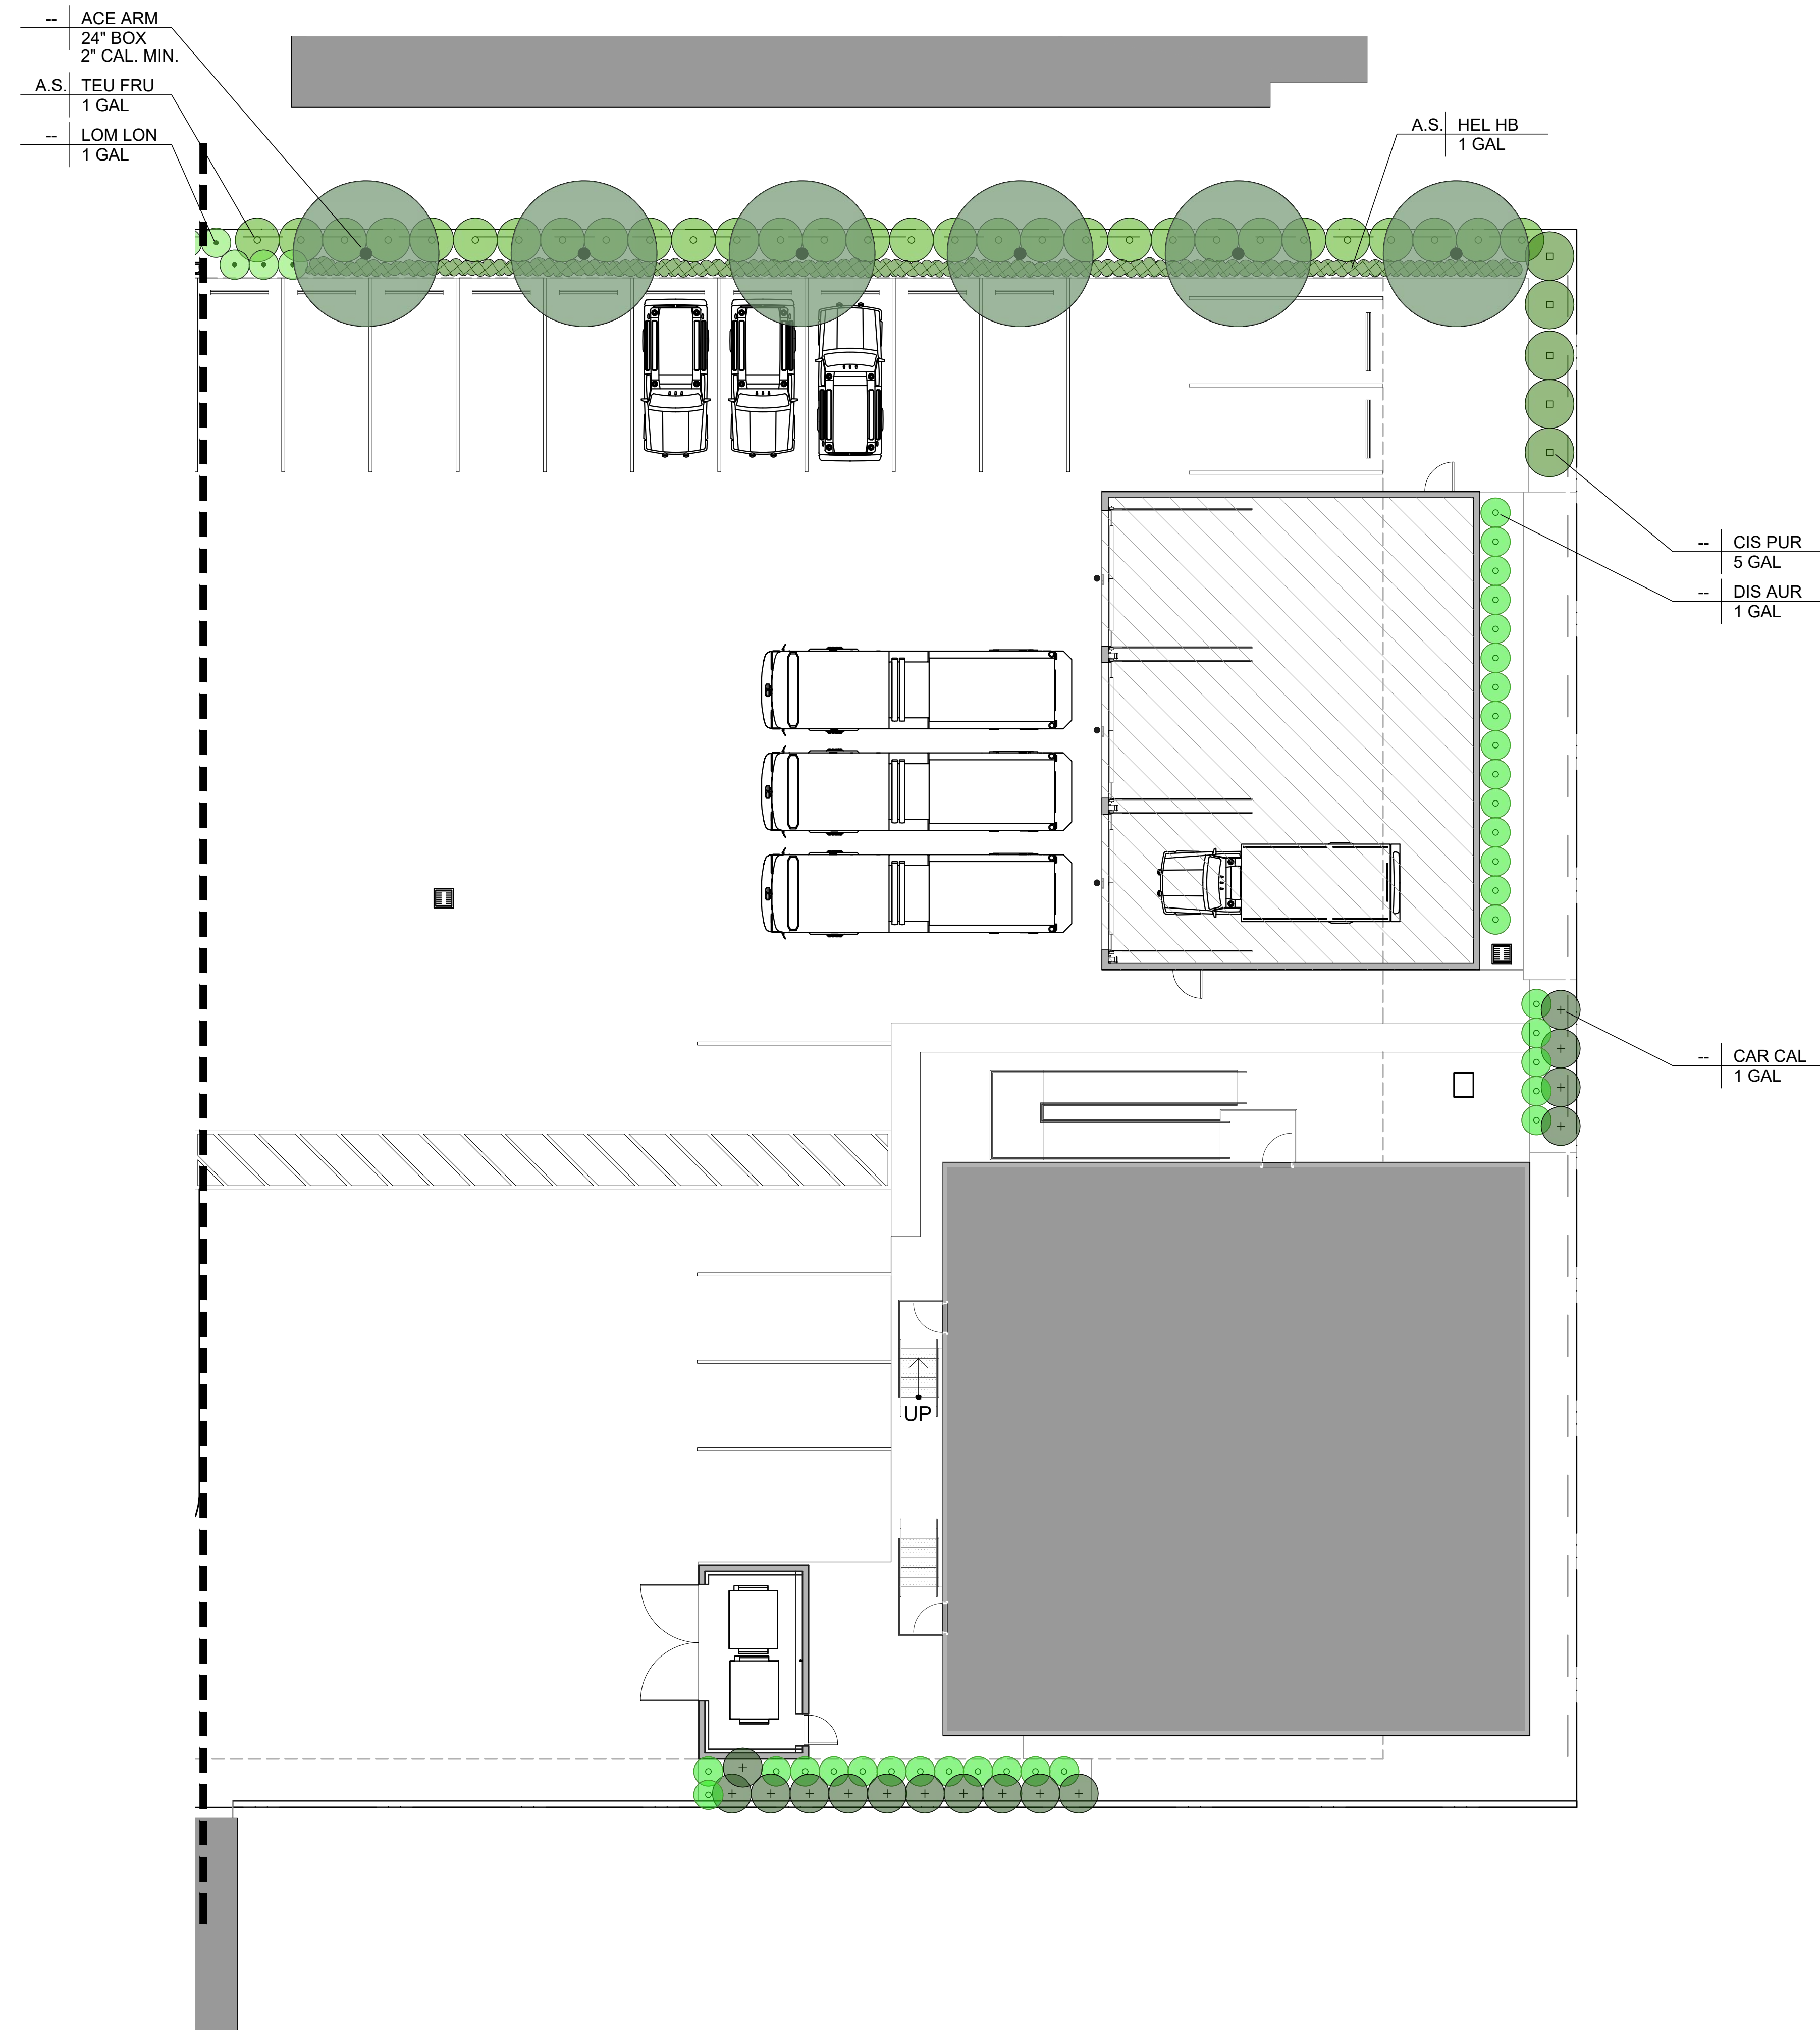 -- ACE ARM
24" BOX
2" CAL. MIN.
A.S. TEU FRU
1 GAL
-- LOM LON
1 GAL
A.S. HEL HB
1 GAL
-- CIS PUR
5 GAL
-- DIS AUR
1 GAL
-- CAR CAL
1 GAL
UP